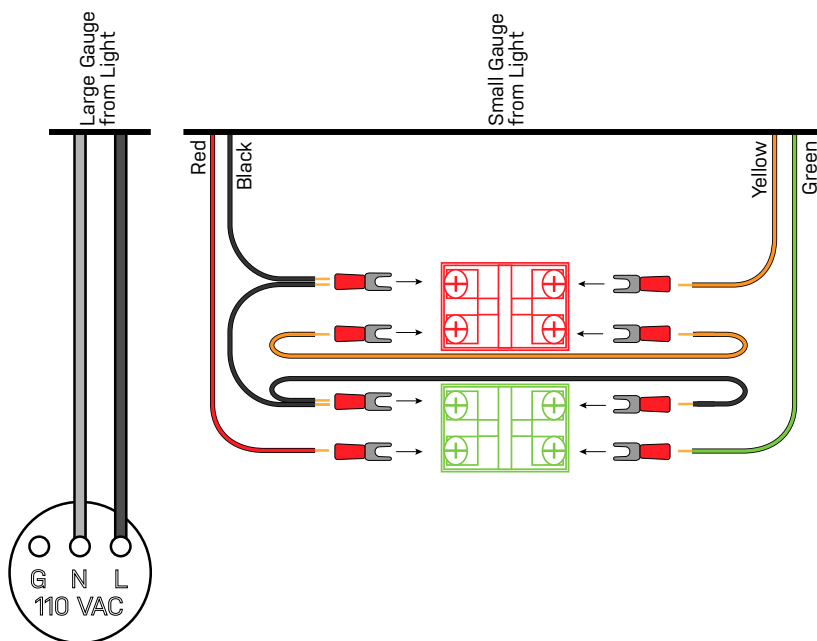 Large Gauge
from Light
Small Gauge
from Light
Red
Black
Yellow
Green
G N L
110 VAC